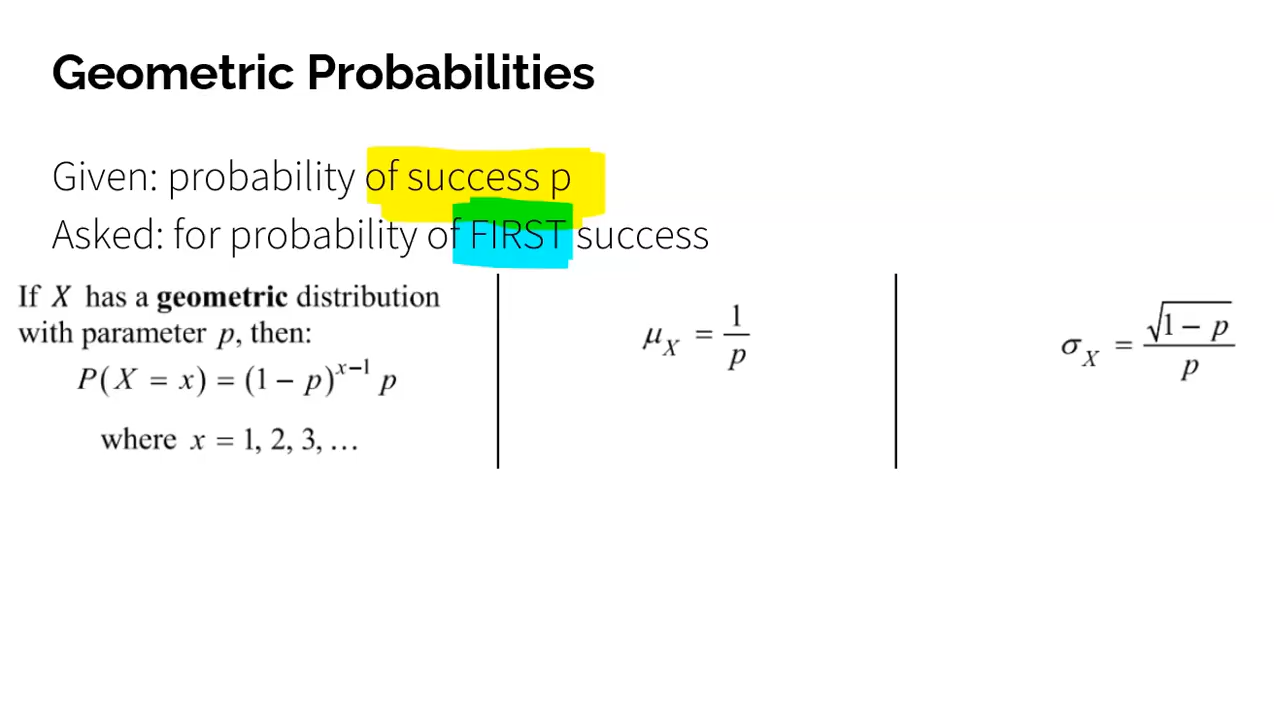 Geometric Probabilities
Given: probability of success p
Asked: for probability of FIRST success
If X has a geometric distribution
with parameter p, then:
P(X = x) = (1 − p)^{x−1} p
where x = 1, 2, 3, …
μ_X = 1/p
σ_X = √(1 − p)/p